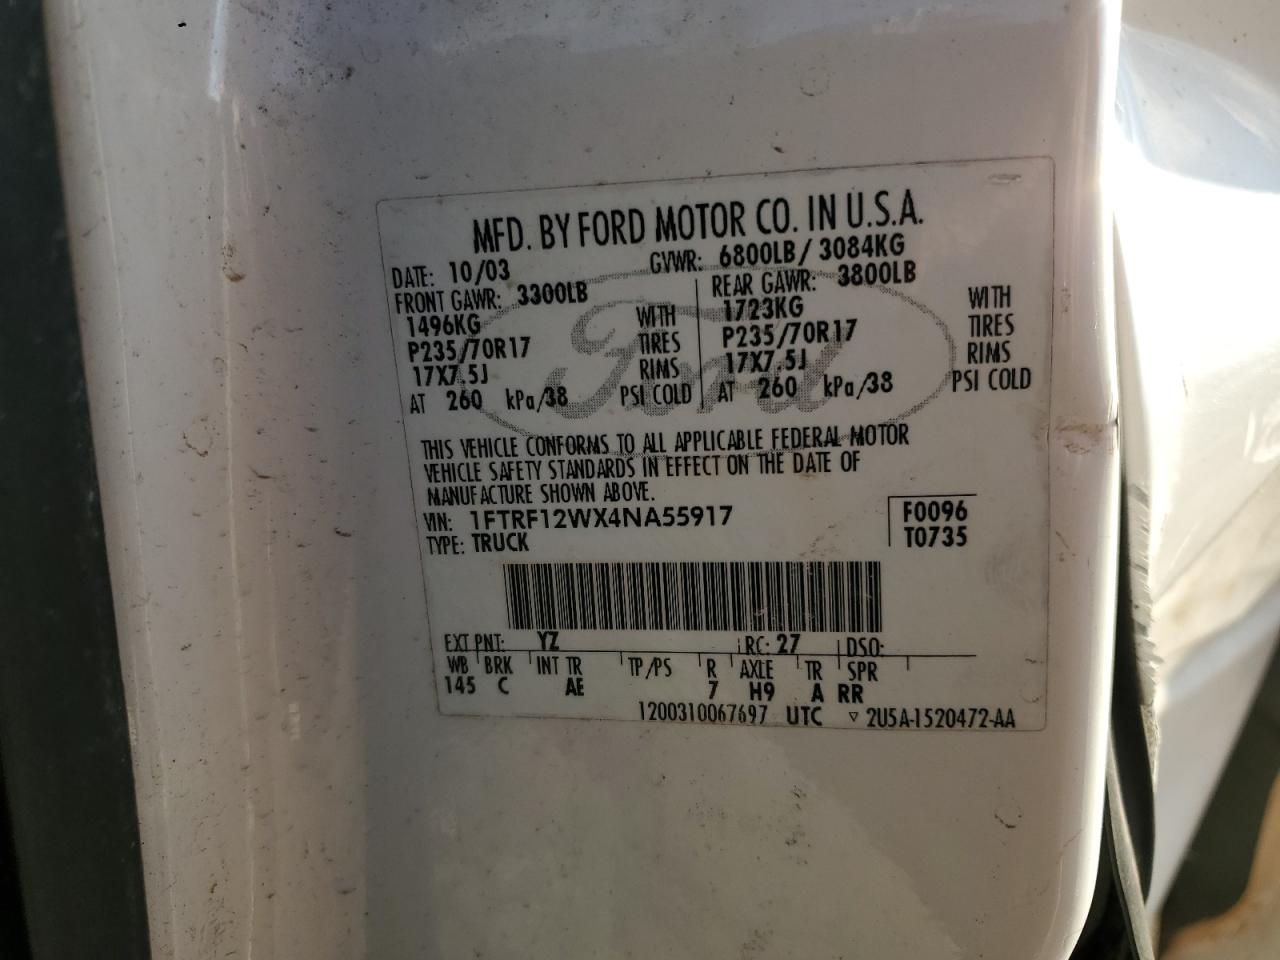 MFD. BY FORD MOTOR CO. IN U.S.A.
DATE: 10/03 GVWR: 6800LB/ 3084KG
FRONT GAWR: 3300LB REAR GAWR: 3800LB
1496KG WITH 1723KG WITH
P235/70R17 TIRES P235/70R17 TIRES
17X7.5J RIMS 17X7.5J RIMS
AT 260 kPa/38 PSI COLD AT 260 kPa/38 PSI COLD
Ford
THIS VEHICLE CONFORMS TO ALL APPLICABLE FEDERAL MOTOR
VEHICLE SAFETY STANDARDS IN EFFECT ON THE DATE OF
MANUFACTURE SHOWN ABOVE.
VIN: 1FTRF12WX4NA55917 F0096
TYPE: TRUCK T0735
EXT PNT: YZ RC: 27 DSO:
WB BRK INT TR TP/PS R AXLE TR SPR
145 C AE 7 H9 A RR
1200310067697 UTC ▽ 2U5A-1520472-AA